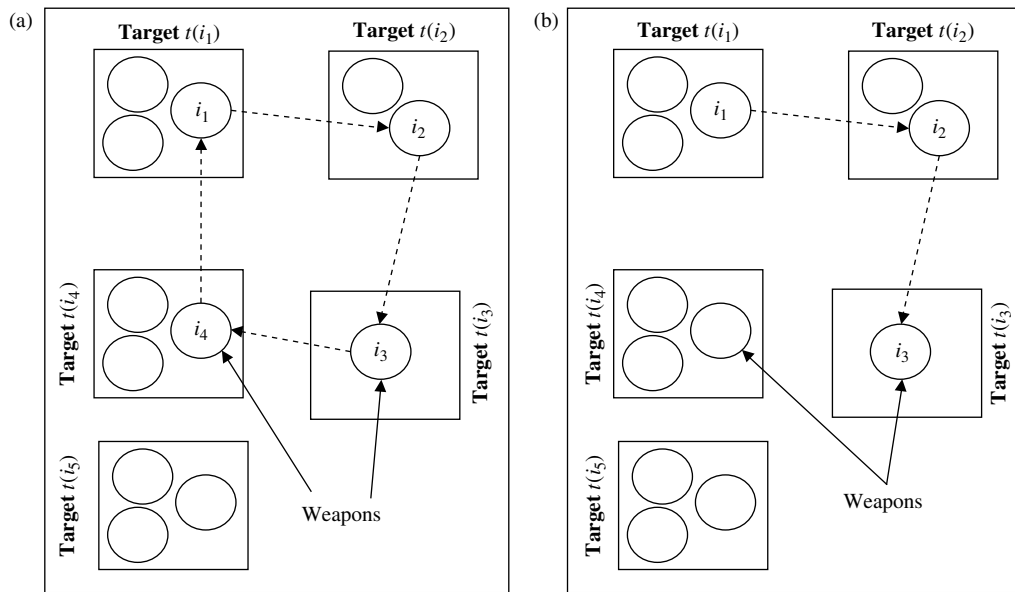 (a)
Target t(i₁)
Target t(i₂)
i₁
i₂
Target t(i₄)
i₄
i₃
Target t(i₃)
Target t(i₅)
Weapons
(b)
Target t(i₁)
Target t(i₂)
i₁
i₂
Target t(i₄)
i₃
Target t(i₃)
Target t(i₅)
Weapons